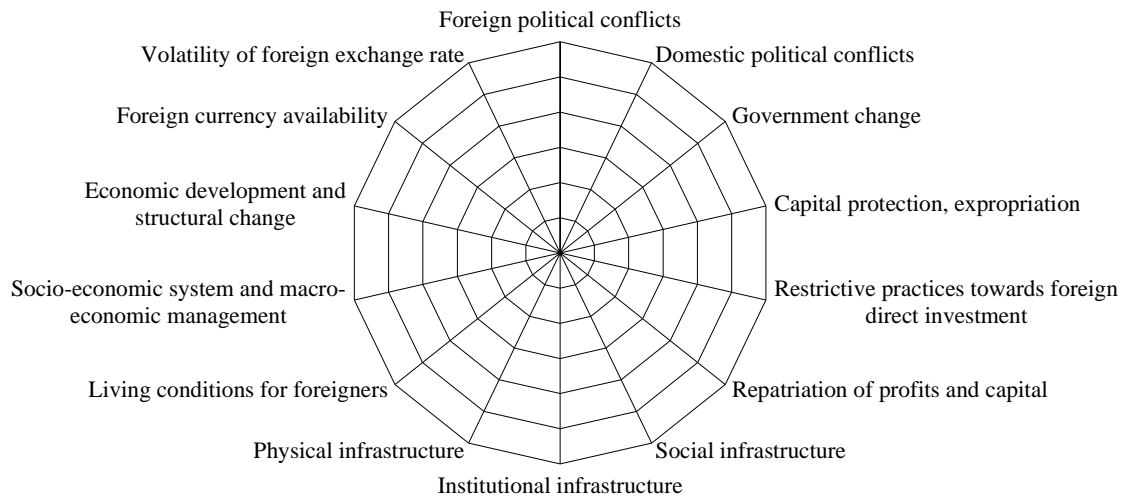 Foreign political conflicts
Volatility of foreign exchange rate
Domestic political conflicts
Foreign currency availability
Government change
Economic development and
structural change
Capital protection, expropriation
Socio-economic system and macro-
economic management
Restrictive practices towards foreign
direct investment
Living conditions for foreigners
Repatriation of profits and capital
Physical infrastructure
Social infrastructure
Institutional infrastructure